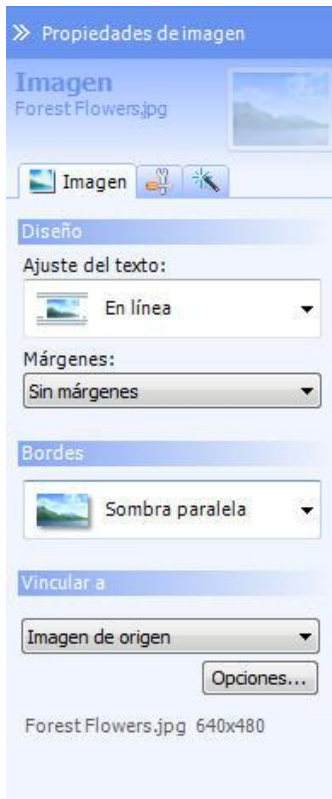 Propiedades de imagen
Imagen
Forest Flowers.jpg
Imagen
Diseño
Ajuste del texto:
En línea
Márgenes:
Sin márgenes
Bordes
Sombra paralela
Vincular a
Imagen de origen
Opciones...
Forest Flowers.jpg 640x480